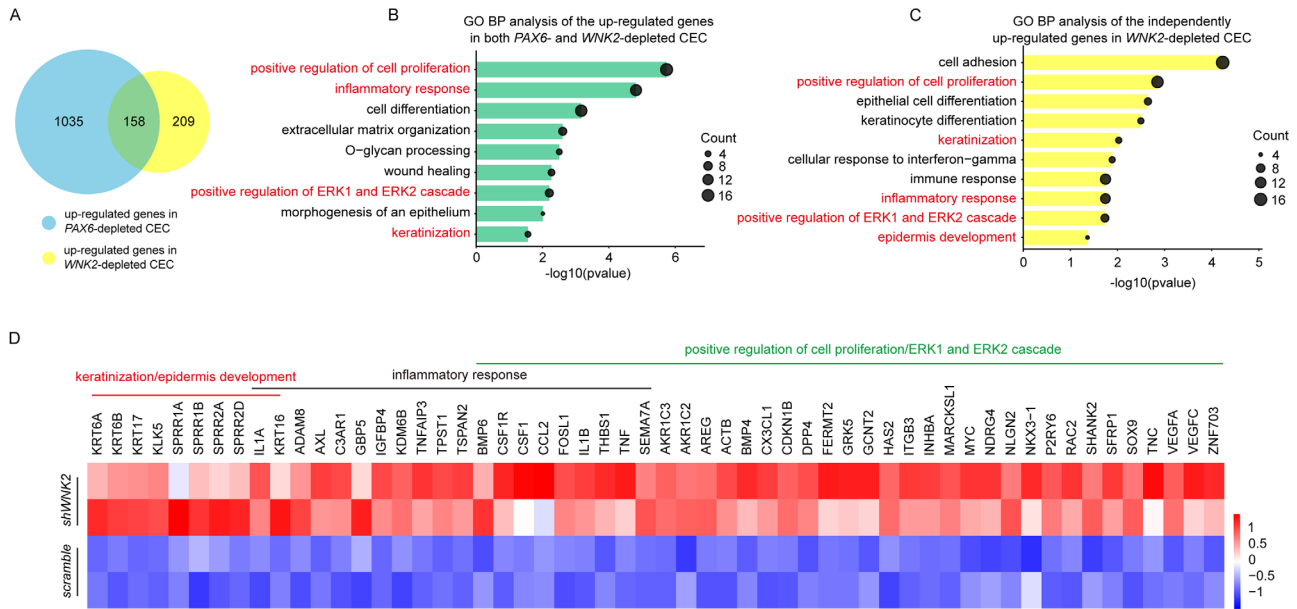 A
1035
158
209
up-regulated genes in
PAX6-depleted CEC
up-regulated genes in
WNK2-depleted CEC
B
GO BP analysis of the up-regulated genes
in both PAX6- and WNK2-depleted CEC
positive regulation of cell proliferation
inflammatory response
cell differentiation
extracellular matrix organization
O−glycan processing
wound healing
positive regulation of ERK1 and ERK2 cascade
morphogenesis of an epithelium
keratinization
0 2 4 6
-log10(pvalue)
Count
4
8
12
16
C
GO BP analysis of the independently
up-regulated genes in WNK2-depleted CEC
cell adhesion
positive regulation of cell proliferation
epithelial cell differentiation
keratinocyte differentiation
keratinization
cellular response to interferon−gamma
immune response
inflammatory response
positive regulation of ERK1 and ERK2 cascade
epidermis development
0 1 2 3 4 5
-log10(pvalue)
Count
4
8
12
16
D
positive regulation of cell proliferation/ERK1 and ERK2 cascade
keratinization/epidermis development
inflammatory response
KRT6A
KRT6B
KRT17
KLK5
SPRR1A
SPRR1B
SPRR2A
SPRR2D
IL1A
KRT16
ADAM8
AXL
C3AR1
GBP5
IGFBP4
KDM6B
TNFAIP3
TPST1
TSPAN2
BMP6
CSF1R
CSF1
CCL2
FOSL1
IL1B
THBS1
TNF
SEMA7A
AKR1C3
AKR1C2
AREG
ACTB
BMP4
CX3CL1
CDKN1B
DPP4
FERMT2
GRK5
GCNT2
HAS2
ITGB3
INHBA
MARCKSL1
MYC
NDRG4
NLGN2
NKX3−1
P2RY6
RAC2
SHANK2
SFRP1
SOX9
TNC
VEGFA
VEGFC
ZNF703
shWNK2
scramble
1
0.5
0
−0.5
−1